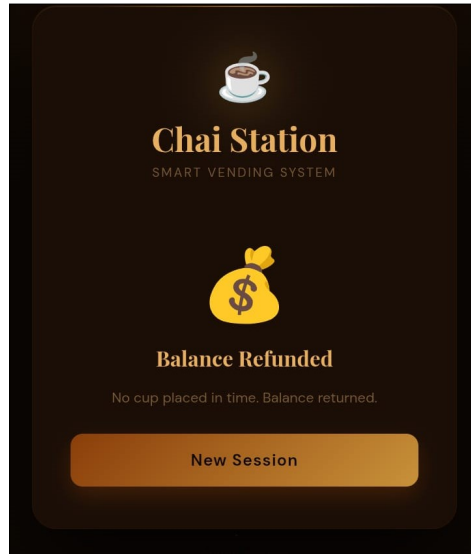 Chai Station
SMART VENDING SYSTEM
$
Balance Refunded
No cup placed in time. Balance returned.
New Session